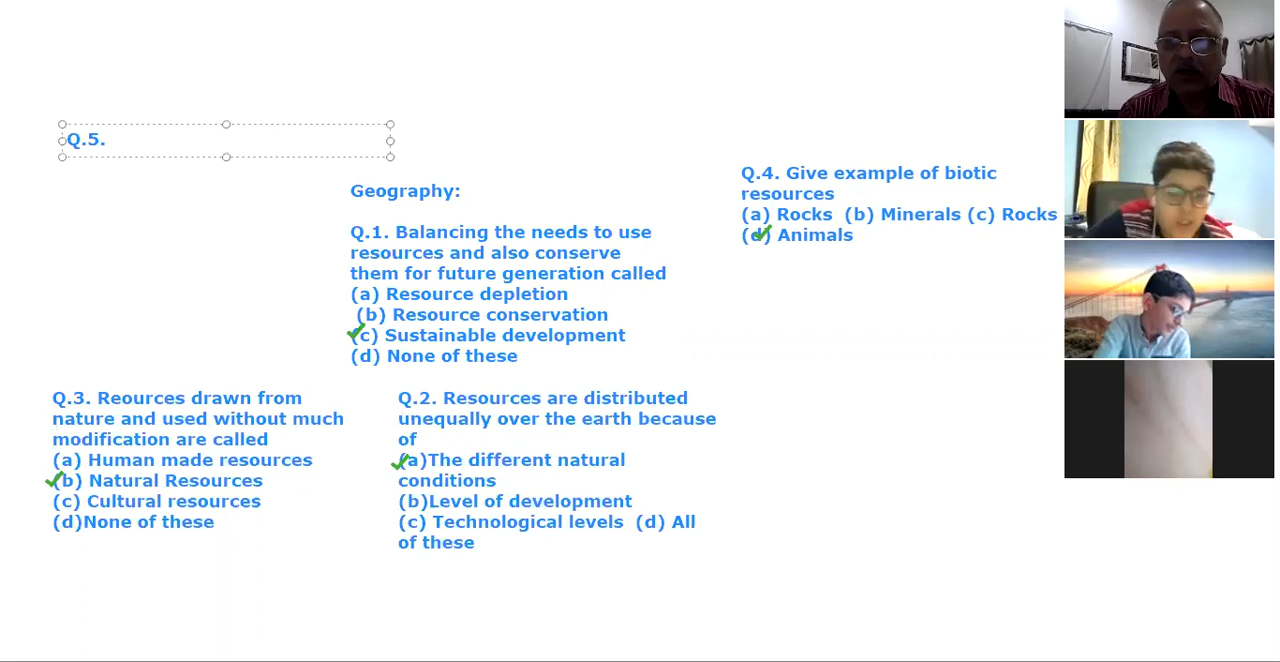 Q.5.
Geography:
Q.1. Balancing the needs to use
resources and also conserve
them for future generation called
(a) Resource depletion
(b) Resource conservation
(c) Sustainable development
(d) None of these
Q.4. Give example of biotic
resources
(a) Rocks (b) Minerals (c) Rocks
(d) Animals
Q.3. Reources drawn from
nature and used without much
modification are called
(a) Human made resources
(b) Natural Resources
(c) Cultural resources
(d)None of these
Q.2. Resources are distributed
unequally over the earth because
of
(a)The different natural
conditions
(b)Level of development
(c) Technological levels (d) All
of these